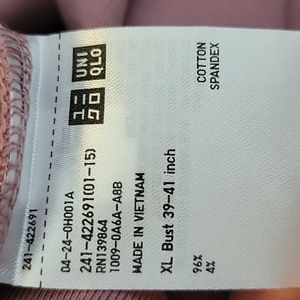 UNI
QLO
ユニ
クロ
04-24-0H001A
241-422691(01-15)
RN139864
1009-0A6A-A8B
MADE IN VIETNAM
XL Bust 39-41 inch
COTTON 96%
SPANDEX 4%
241-422691